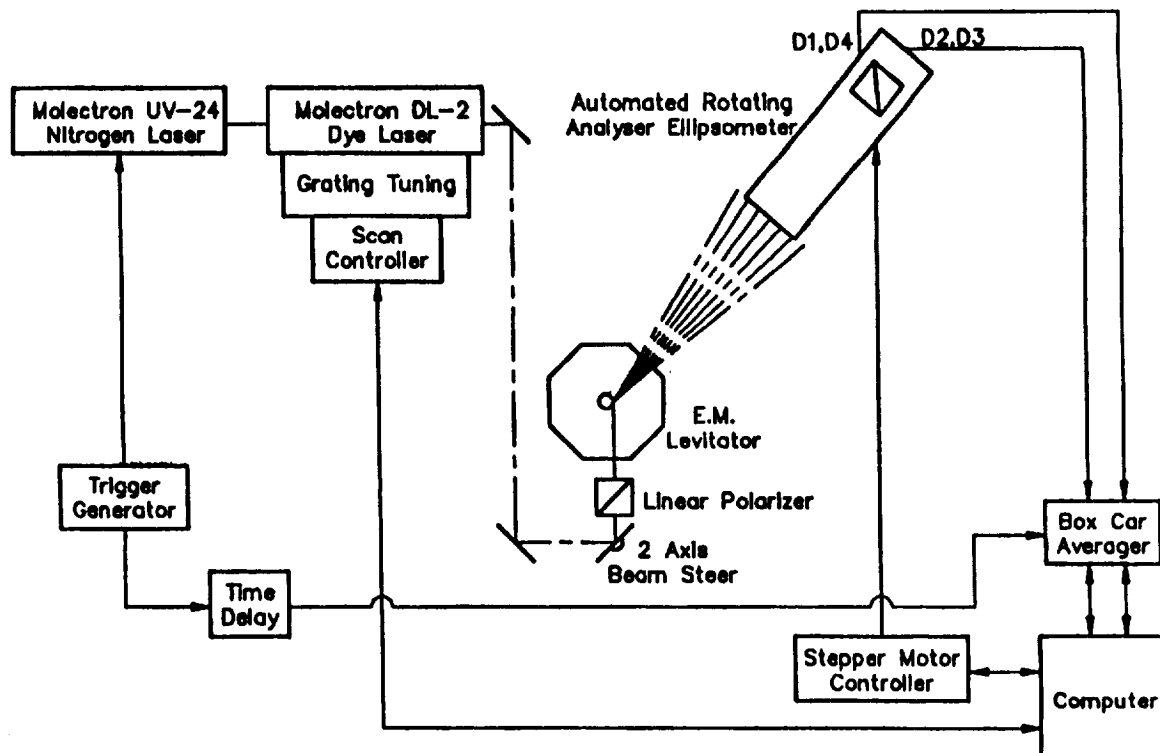 D1,D4
D2,D3
Molectron UV-24
Nitrogen Laser
Molectron DL-2
Dye Laser
Automated Rotating
Analyser Ellipsometer
Grating Tuning
Scan
Controller
E.M.
Levitator
Trigger
Generator
Linear Polarizer
Box Car
Averager
2 Axis
Beam Steer
Time
Delay
Stepper Motor
Controller
Computer